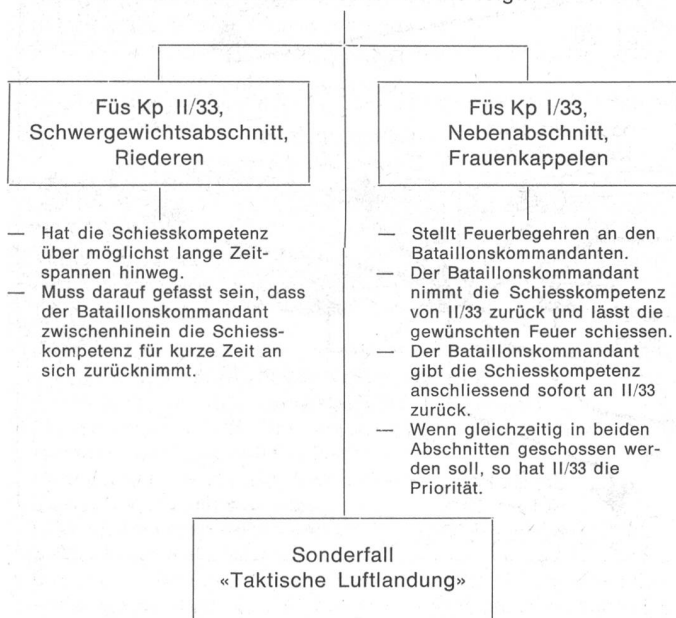 Füs Kp II/33,
Schwergewichtsabschnitt,
Riederen
— Hat die Schiesskompetenz
über möglichst lange Zeit-
spannen hinweg.
— Muss darauf gefasst sein, dass
der Bataillonskommandant
zwischenhinein die Schiess-
kompetenz für kurze Zeit an
sich zurücknimmt.
Füs Kp I/33,
Nebenabschnitt,
Frauenkappelen
— Stellt Feuerbegehren an den
Bataillonskommandanten.
— Der Bataillonskommandant
nimmt die Schiesskompetenz
von II/33 zurück und lässt die
gewünschten Feuer schiessen.
— Der Bataillonskommandant
gibt die Schiesskompetenz
anschliessend sofort an II/33
zurück.
— Wenn gleichzeitig in beiden
Abschnitten geschossen wer-
den soll, so hat II/33 die
Priorität.
Sonderfall
«Taktische Luftlandung»